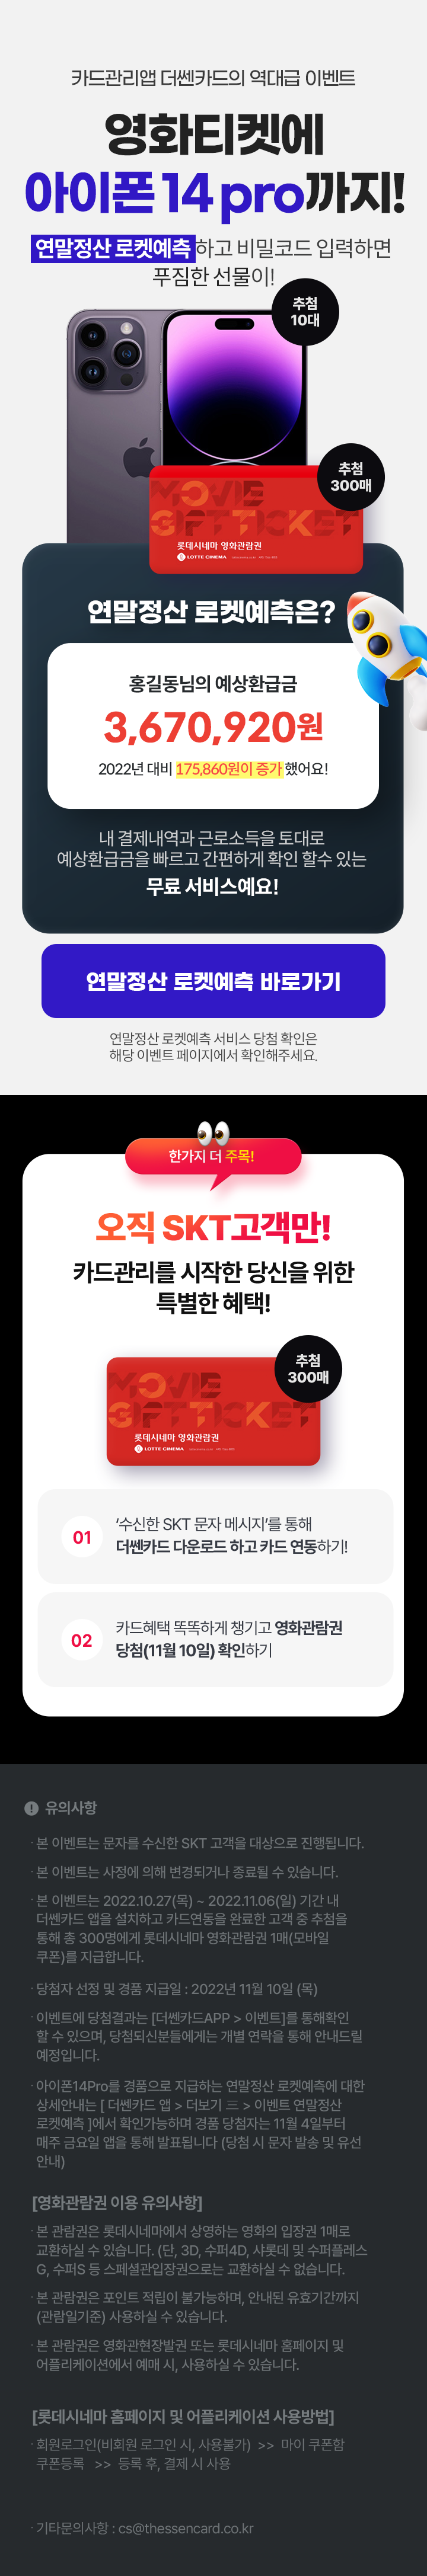 카드관리앱 더쎈카드의 역대급 이벤트
영화티켓에
아이폰 14 pro까지!
연말정산 로켓예측하고 비밀코드 입력하면
푸짐한 선물이!
추첨
10대
추첨
300매
MOVIE
GIFT TICKET
롯데시네마 영화관람권
LOTTE CINEMA
연말정산 로켓예측은?
홍길동님의 예상환급금
3,670,920원
2022년 대비 175,860원이 증가했어요!
내 결제내역과 근로소득을 토대로
예상환급금을 빠르고 간편하게 확인 할수 있는
무료 서비스예요!
연말정산 로켓예측 바로가기
연말정산 로켓예측 서비스 당첨 확인은
해당 이벤트 페이지에서 확인해주세요.
한가지 더 주목!
오직 SKT고객만!
카드관리를 시작한 당신을 위한
특별한 혜택!
추첨
300매
MOVIE
GIFT TICKET
롯데시네마 영화관람권
LOTTE CINEMA
01
‘수신한 SKT 문자 메시지’를 통해
더쎈카드 다운로드 하고 카드 연동하기!
02
카드혜택 똑똑하게 챙기고 영화관람권
당첨(11월 10일) 확인하기
! 유의사항
· 본 이벤트는 문자를 수신한 SKT 고객을 대상으로 진행됩니다.
· 본 이벤트는 사정에 의해 변경되거나 종료될 수 있습니다.
· 본 이벤트는 2022.10.27(목) ~ 2022.11.06(일) 기간 내
더쎈카드 앱을 설치하고 카드연동을 완료한 고객 중 추첨을
통해 총 300명에게 롯데시네마 영화관람권 1매(모바일
쿠폰)를 지급합니다.
· 당첨자 선정 및 경품 지급일 : 2022년 11월 10일 (목)
· 이벤트에 당첨결과는 [더쎈카드APP > 이벤트]를 통해확인
할 수 있으며, 당첨되신분들에게는 개별 연락을 통해 안내드릴
예정입니다.
· 아이폰14Pro를 경품으로 지급하는 연말정산 로켓예측에 대한
상세안내는 [ 더쎈카드 앱 > 더보기 三 > 이벤트 연말정산
로켓예측 ]에서 확인가능하며 경품 당첨자는 11월 4일부터
매주 금요일 앱을 통해 발표됩니다 (당첨 시 문자 발송 및 유선
안내)
[영화관람권 이용 유의사항]
· 본 관람권은 롯데시네마에서 상영하는 영화의 입장권 1매로
교환하실 수 있습니다. (단, 3D, 수퍼4D, 샤롯데 및 수퍼플렉스
G, 수퍼S 등 스페셜관입장권으로는 교환하실 수 없습니다.
· 본 관람권은 포인트 적립이 불가능하며, 안내된 유효기간까지
(관람일기준) 사용하실 수 있습니다.
· 본 관람권은 영화관현장발권 또는 롯데시네마 홈페이지 및
어플리케이션에서 예매 시, 사용하실 수 있습니다.
[롯데시네마 홈페이지 및 어플리케이션 사용방법]
· 회원로그인(비회원 로그인 시, 사용불가) >> 마이 쿠폰함
쿠폰등록 >> 등록 후, 결제 시 사용
· 기타문의사항 : cs@thessencard.co.kr